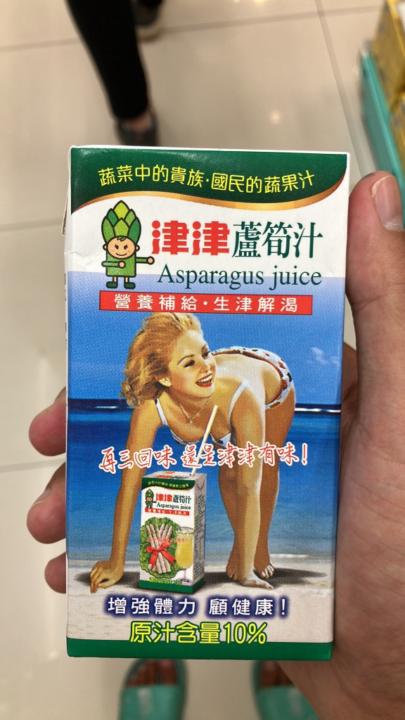 蔬菜中的貴族·國民的蔬果汁
津津蘆筍汁
Asparagus juice
營養補給·生津解渴
再三回味 還是津津有味!
津津蘆筍汁
Asparagus juice
增強體力 顧健康!
原汁含量10%